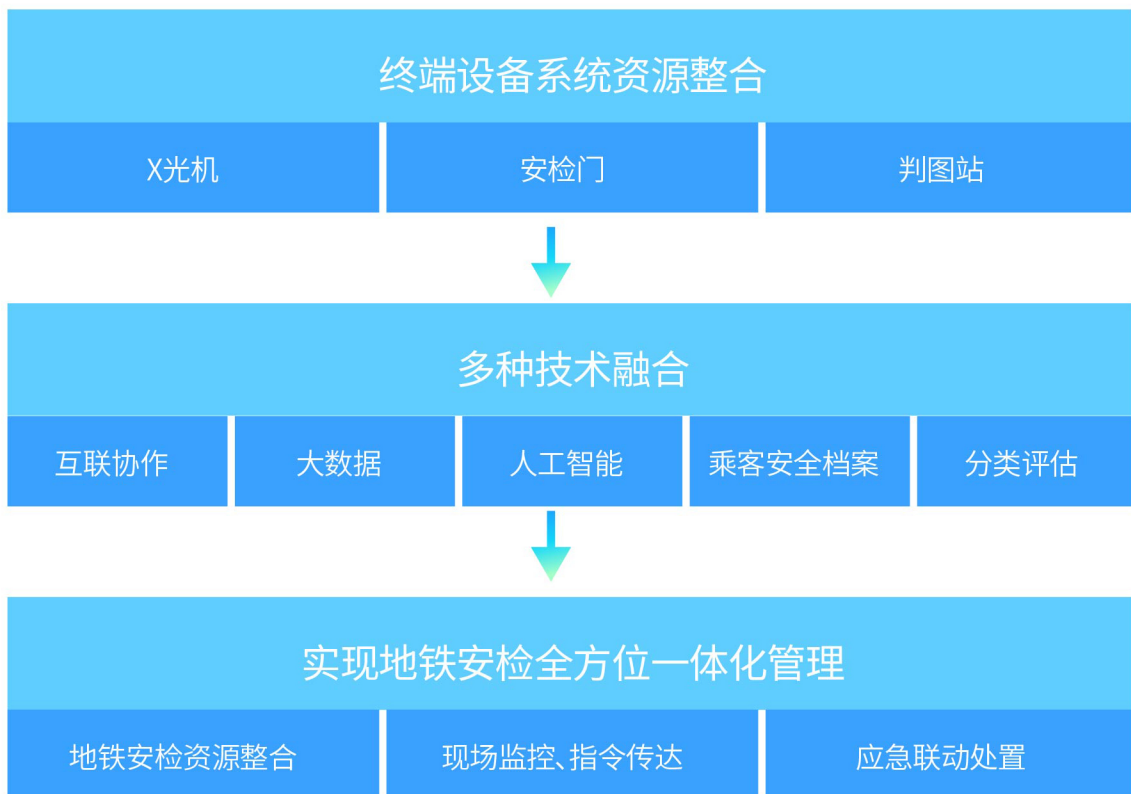 终端设备系统资源整合
X光机
安检门
判图站
多种技术融合
互联协作
大数据
人工智能
乘客安全档案
分类评估
实现地铁安检全方位一体化管理
地铁安检资源整合
现场监控、指令传达
应急联动处置